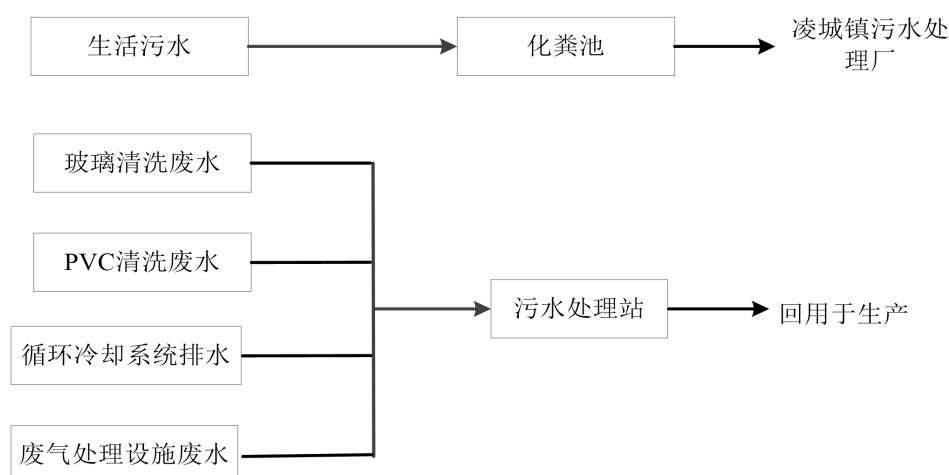 生活污水
化粪池
凌城镇污水处
理厂
玻璃清洗废水
PVC清洗废水
污水处理站
回用于生产
循环冷却系统排水
废气处理设施废水